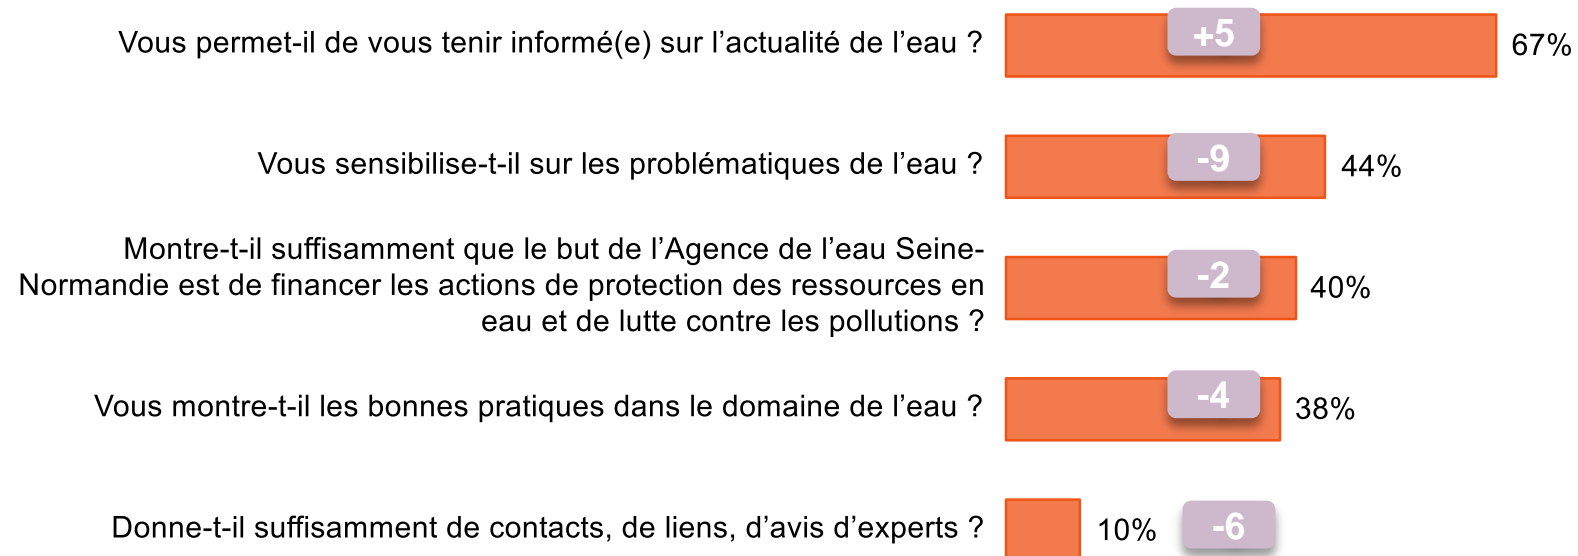 Vous permet-il de vous tenir informé(e) sur l’actualité de l’eau ?
+5
67%
Vous sensibilise-t-il sur les problématiques de l’eau ?
-9
44%
Montre-t-il suffisamment que le but de l’Agence de l’eau Seine-
Normandie est de financer les actions de protection des ressources en
eau et de lutte contre les pollutions ?
-2
40%
Vous montre-t-il les bonnes pratiques dans le domaine de l’eau ?
-4
38%
Donne-t-il suffisamment de contacts, de liens, d’avis d’experts ?
10%
-6